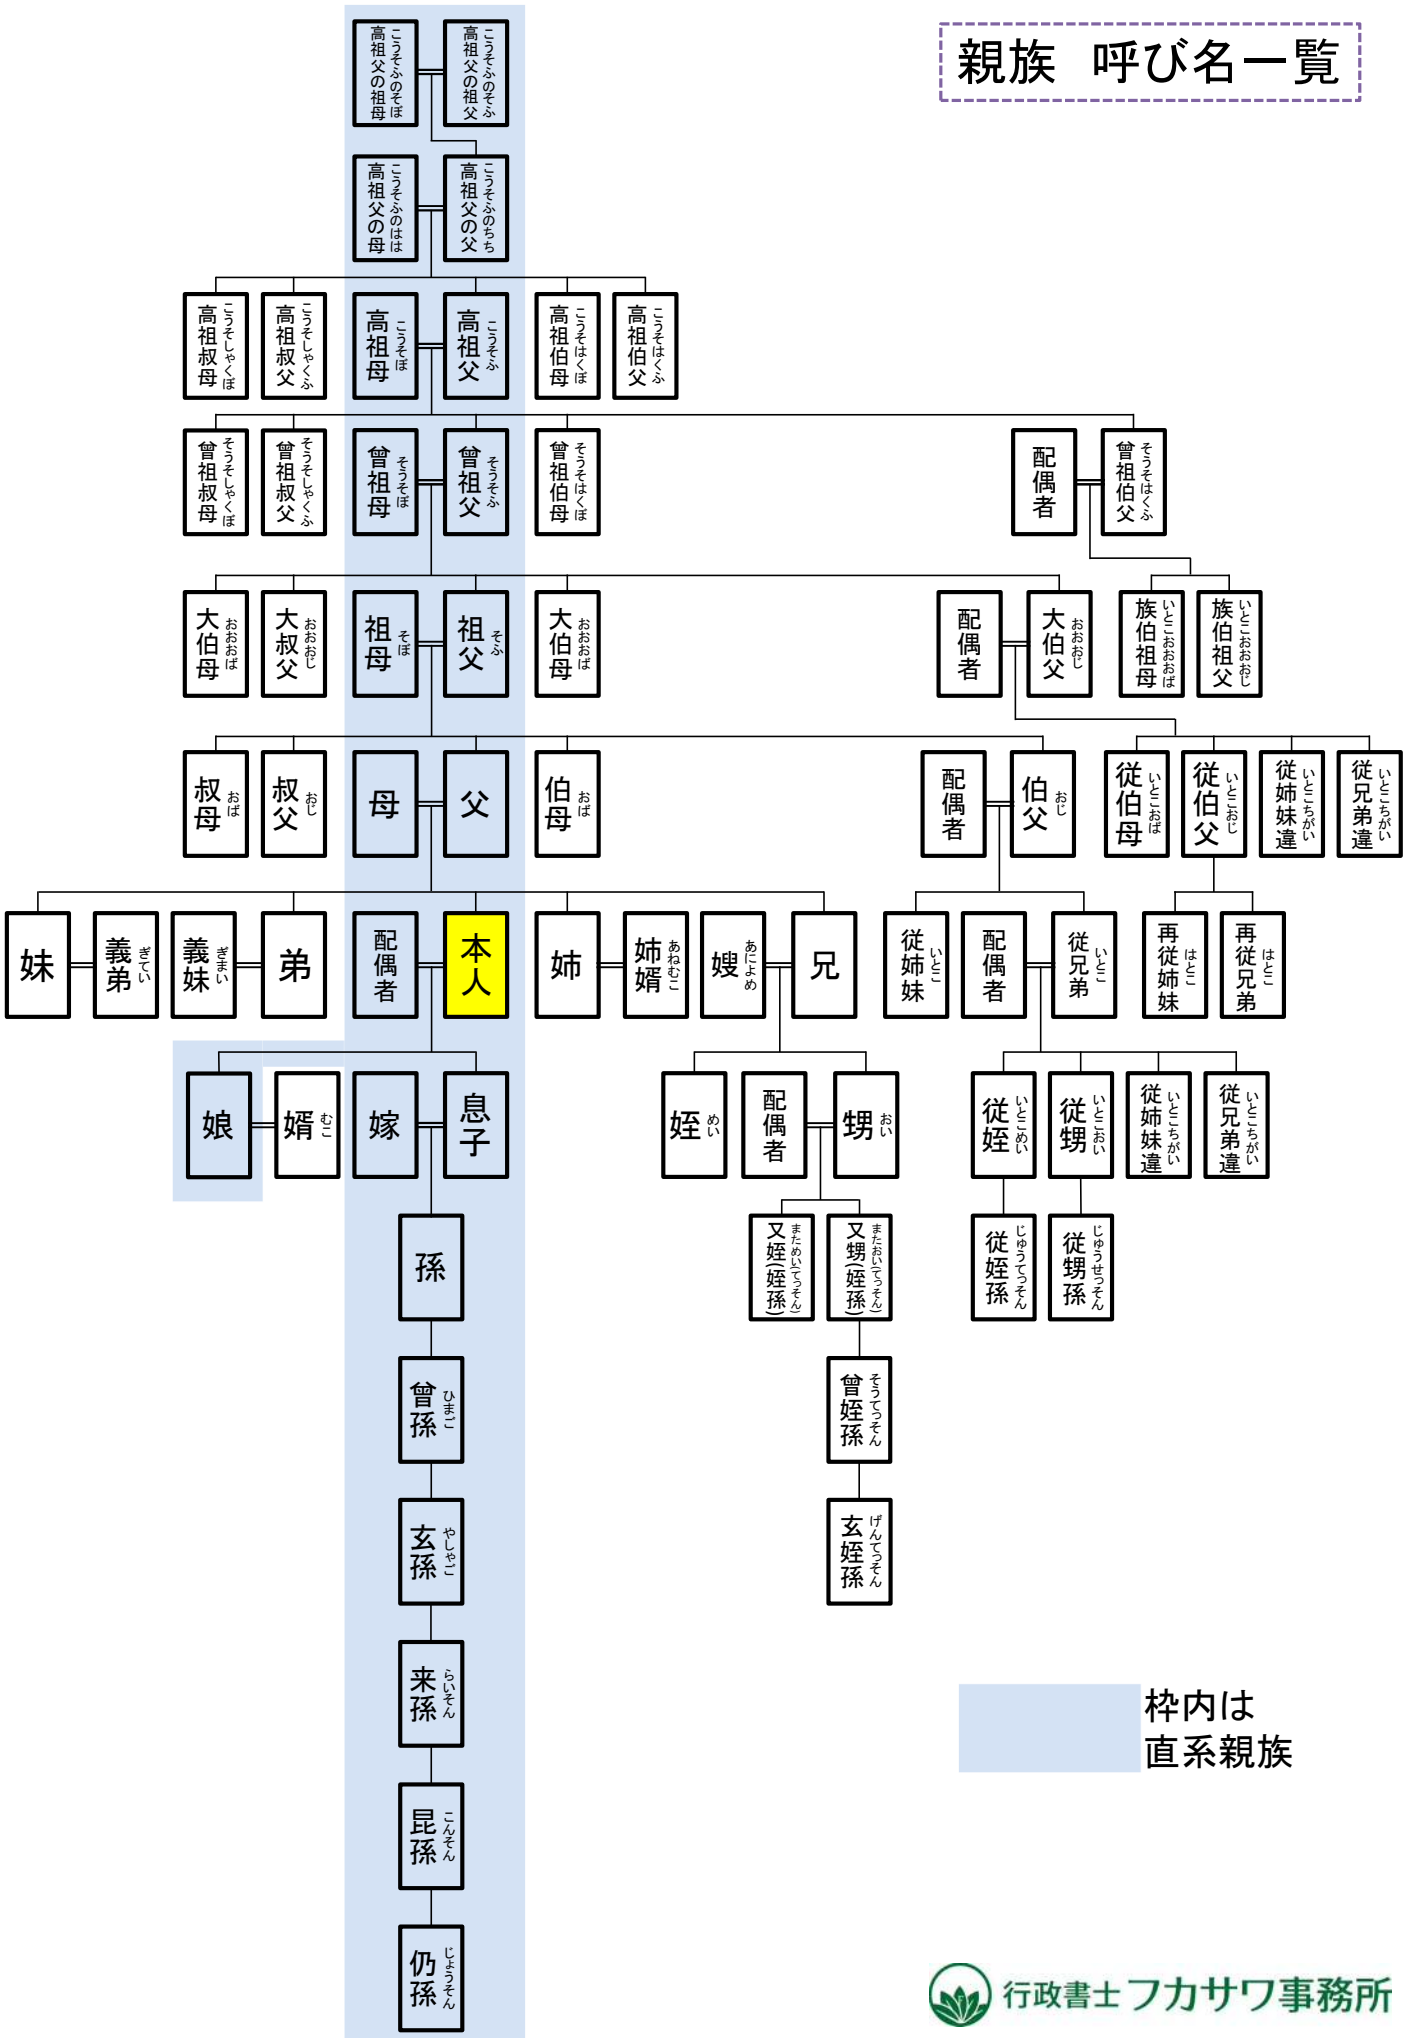 親族 呼び名一覧
高祖父の祖父 こうそふのそふ
高祖父の祖母 こうそふのそぼ
高祖父の父 こうそふのちち
高祖父の母 こうそふのはは
高祖伯父 こうそはくふ
高祖伯母 こうそはくぼ
高祖父 こうそふ
高祖母 こうそぼ
高祖叔父 こうそしゃくふ
高祖叔母 こうそしゃくぼ
曾祖伯父 そうそはくふ
配偶者
曾祖伯母 そうそはくぼ
曾祖父 そうそふ
曾祖母 そうそぼ
曾祖叔父 そうそしゃくふ
曾祖叔母 そうそしゃくぼ
族伯祖父 いとこおおおじ
族伯祖母 いとこおおおば
大伯父 おおおじ
配偶者
大伯母 おおおば
祖父 そふ
祖母 そぼ
大叔父 おおおじ
大伯母 おおおば
従兄弟違 いとこちがい
従姉妹違 いとこちがい
従伯父 いとこおじ
従伯母 いとこおば
伯父 おじ
配偶者
伯母 おば
父
母
叔父 おじ
叔母 おば
再従兄弟 はとこ
再従姉妹 はとこ
従兄弟 いとこ
配偶者
従姉妹 いとこ
兄
嫂 あによめ
姉婿 あねむこ
姉
本人
配偶者
弟
義妹 ぎまい
義弟 ぎてい
妹
従兄弟違 いとこちがい
従姉妹違 いとこちがい
従甥 いとこおい
従姪 いとこめい
甥 おい
配偶者
姪 めい
息子
嫁
婿 むこ
娘
従甥孫 じゅうせっそん
従姪孫 じゅうてっそん
又甥(姪孫) またおい(てっそん)
又姪(姪孫) まためい(てっそん)
孫
曾姪孫 そうてっそん
曾孫 ひまご
玄姪孫 げんてっそん
玄孫 やしゃご
来孫 らいそん
昆孫 こんそん
仍孫 じょうそん
枠内は
直系親族
行政書士フカサワ事務所